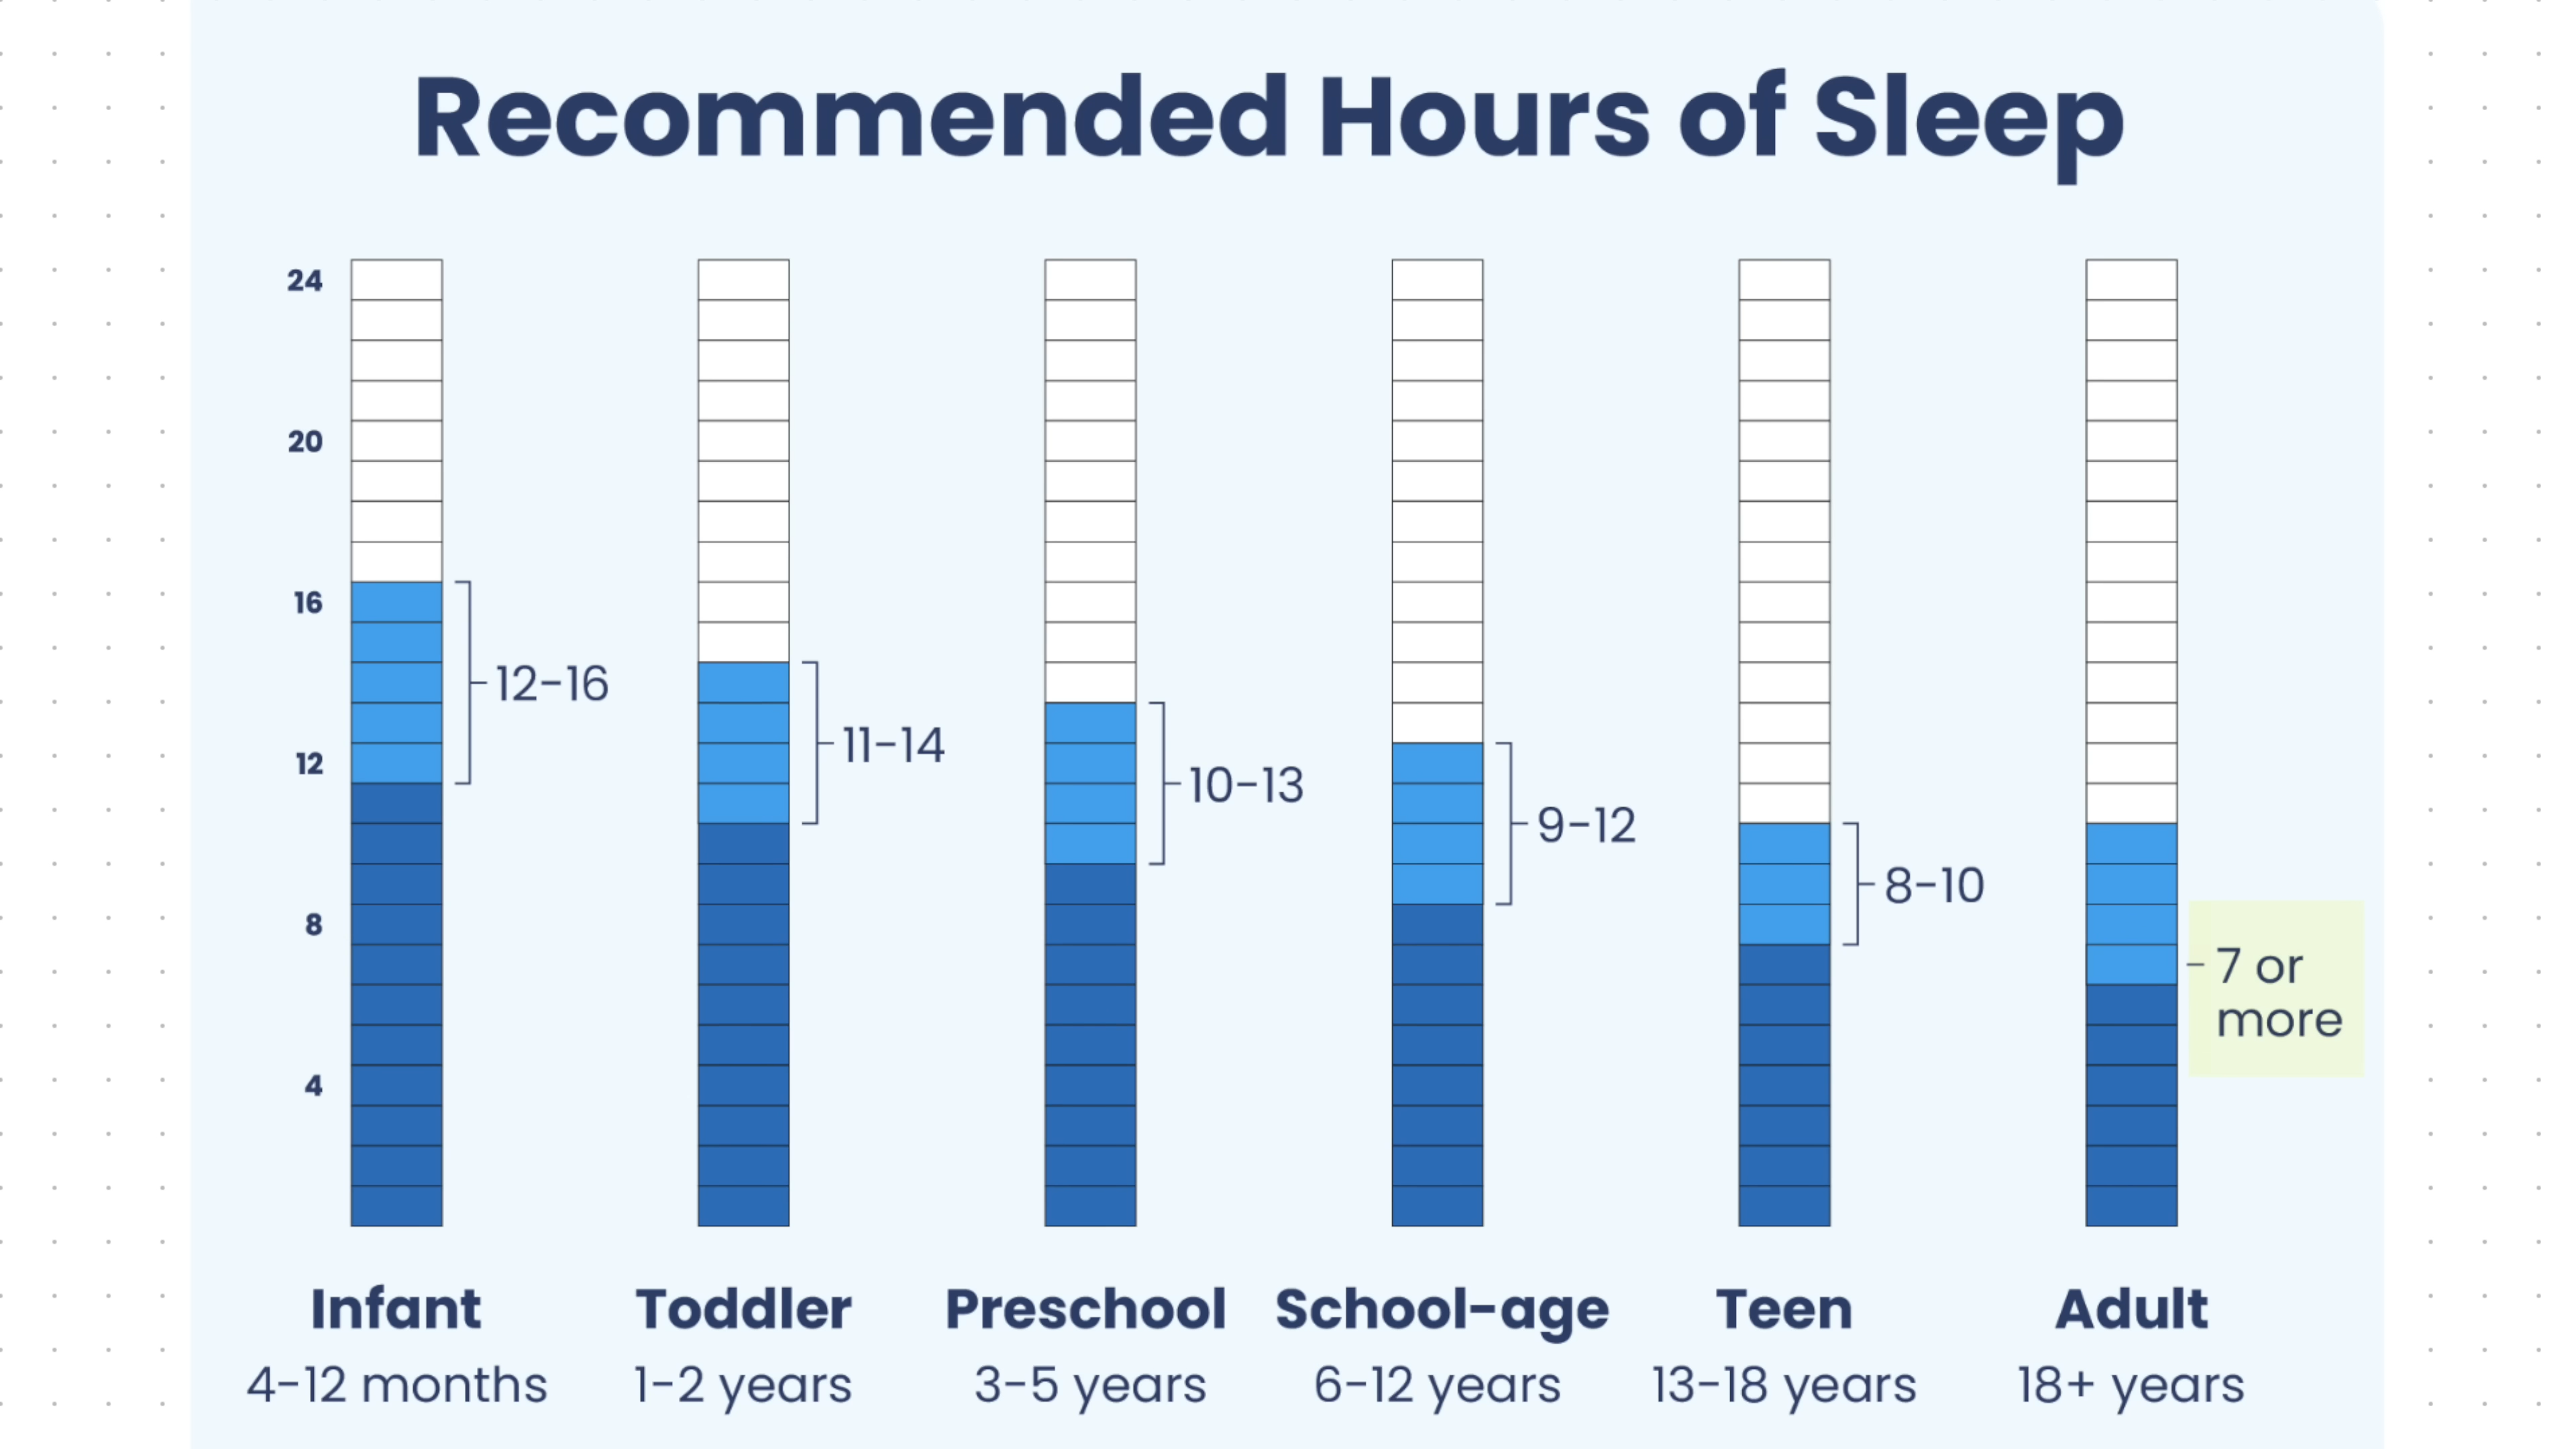 Recommended Hours of Sleep
24
20
16
12
8
4
12-16
11-14
10-13
9-12
8-10
7 or
more
Infant
4-12 months
Toddler
1-2 years
Preschool
3-5 years
School-age
6-12 years
Teen
13-18 years
Adult
18+ years